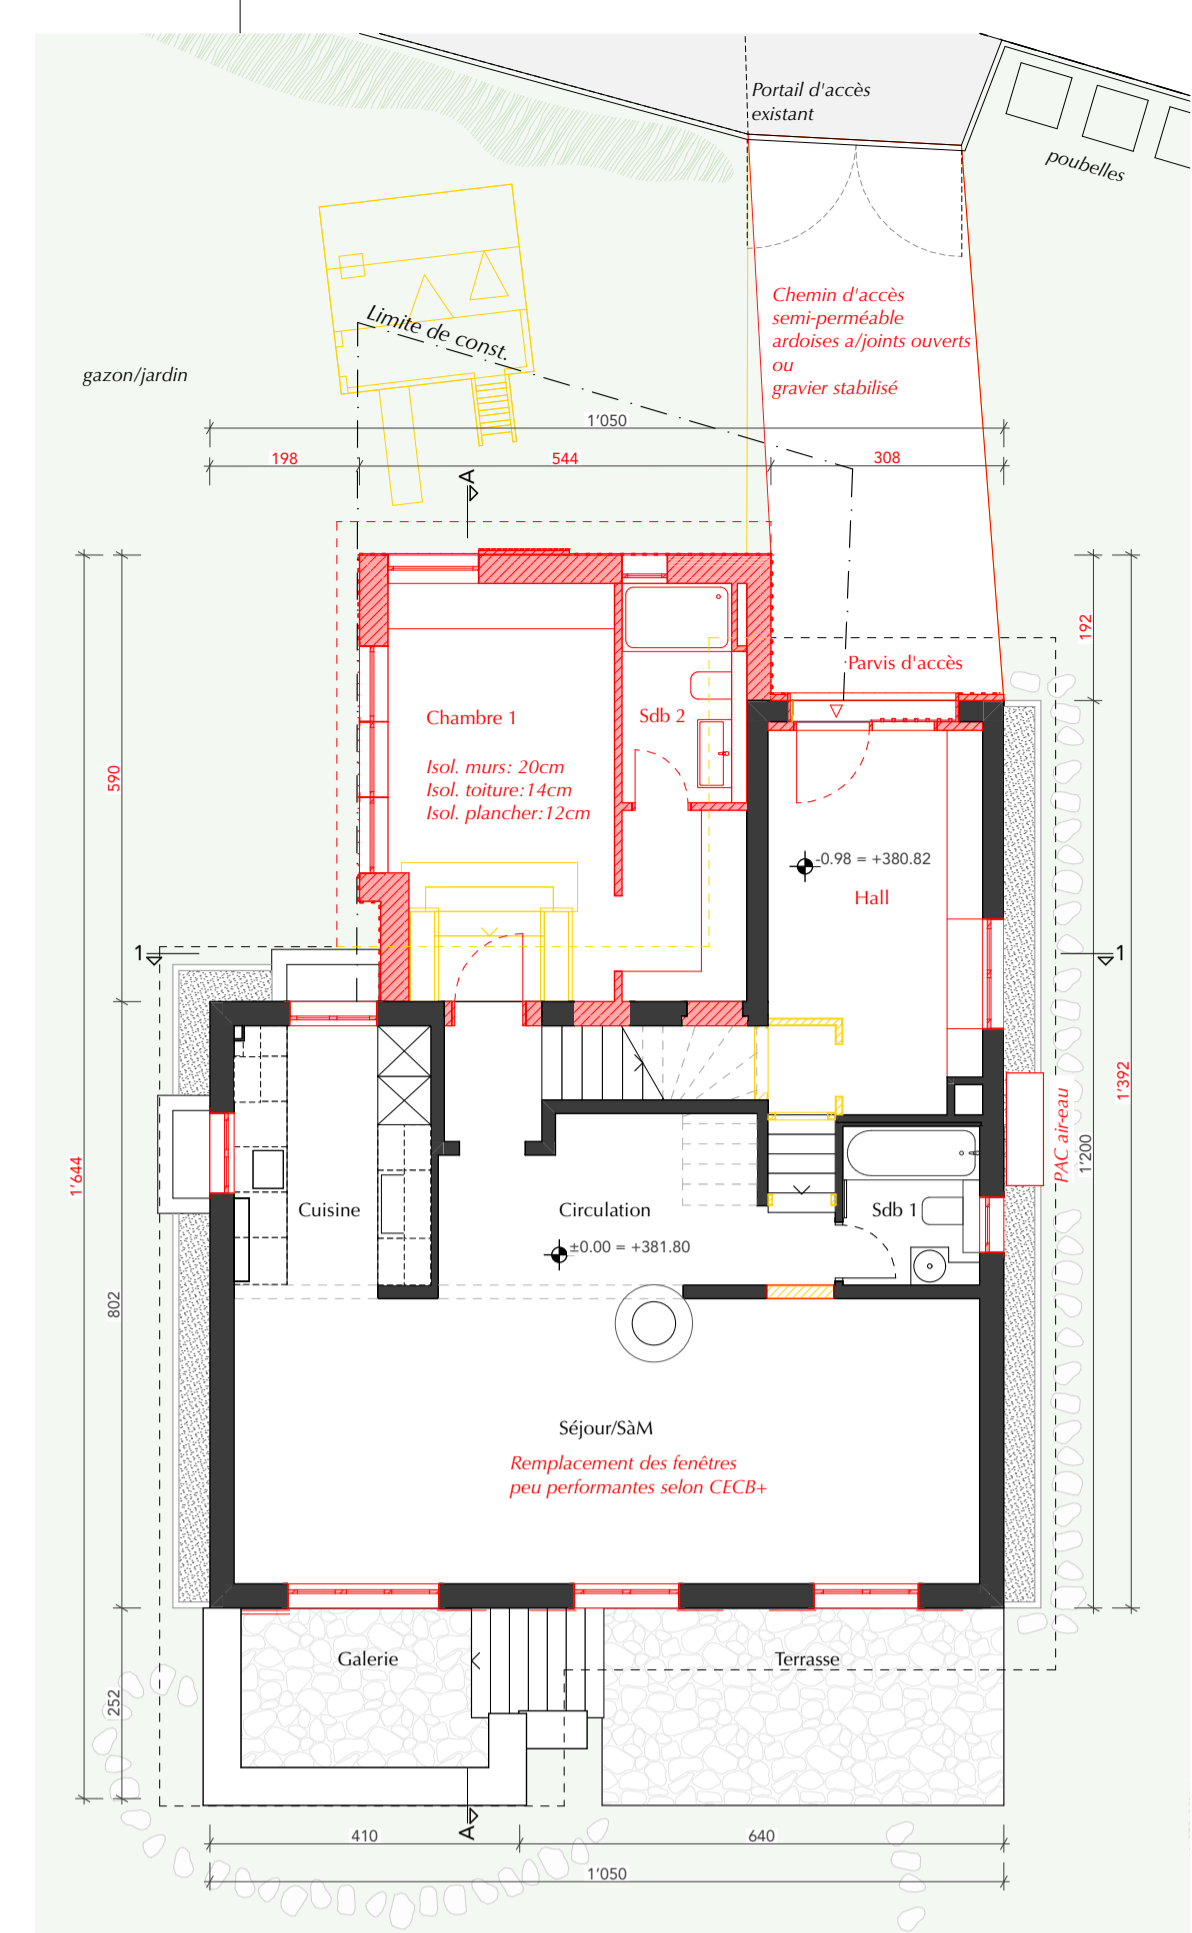 Portail d'accès
existant
poubelles
Chemin d'accès
semi-perméable
ardoises a/joints ouverts
ou
gravier stabilisé
Limite de const.
gazon/jardin
1'050
198
544
308
A
192
Parvis d'accès
Chambre 1
Sdb 2
Isol. murs: 20cm
Isol. toiture:14cm
Isol. plancher:12cm
590
-0.98 = +380.82
Hall
1
1
1'392
PAC air-eau
1'200
1'644
Cuisine
Circulation
Sdb 1
±0.00 = +381.80
802
Séjour/SàM
Remplacement des fenêtres
peu performantes selon CECB+
Galerie
Terrasse
252
A
410
640
1'050